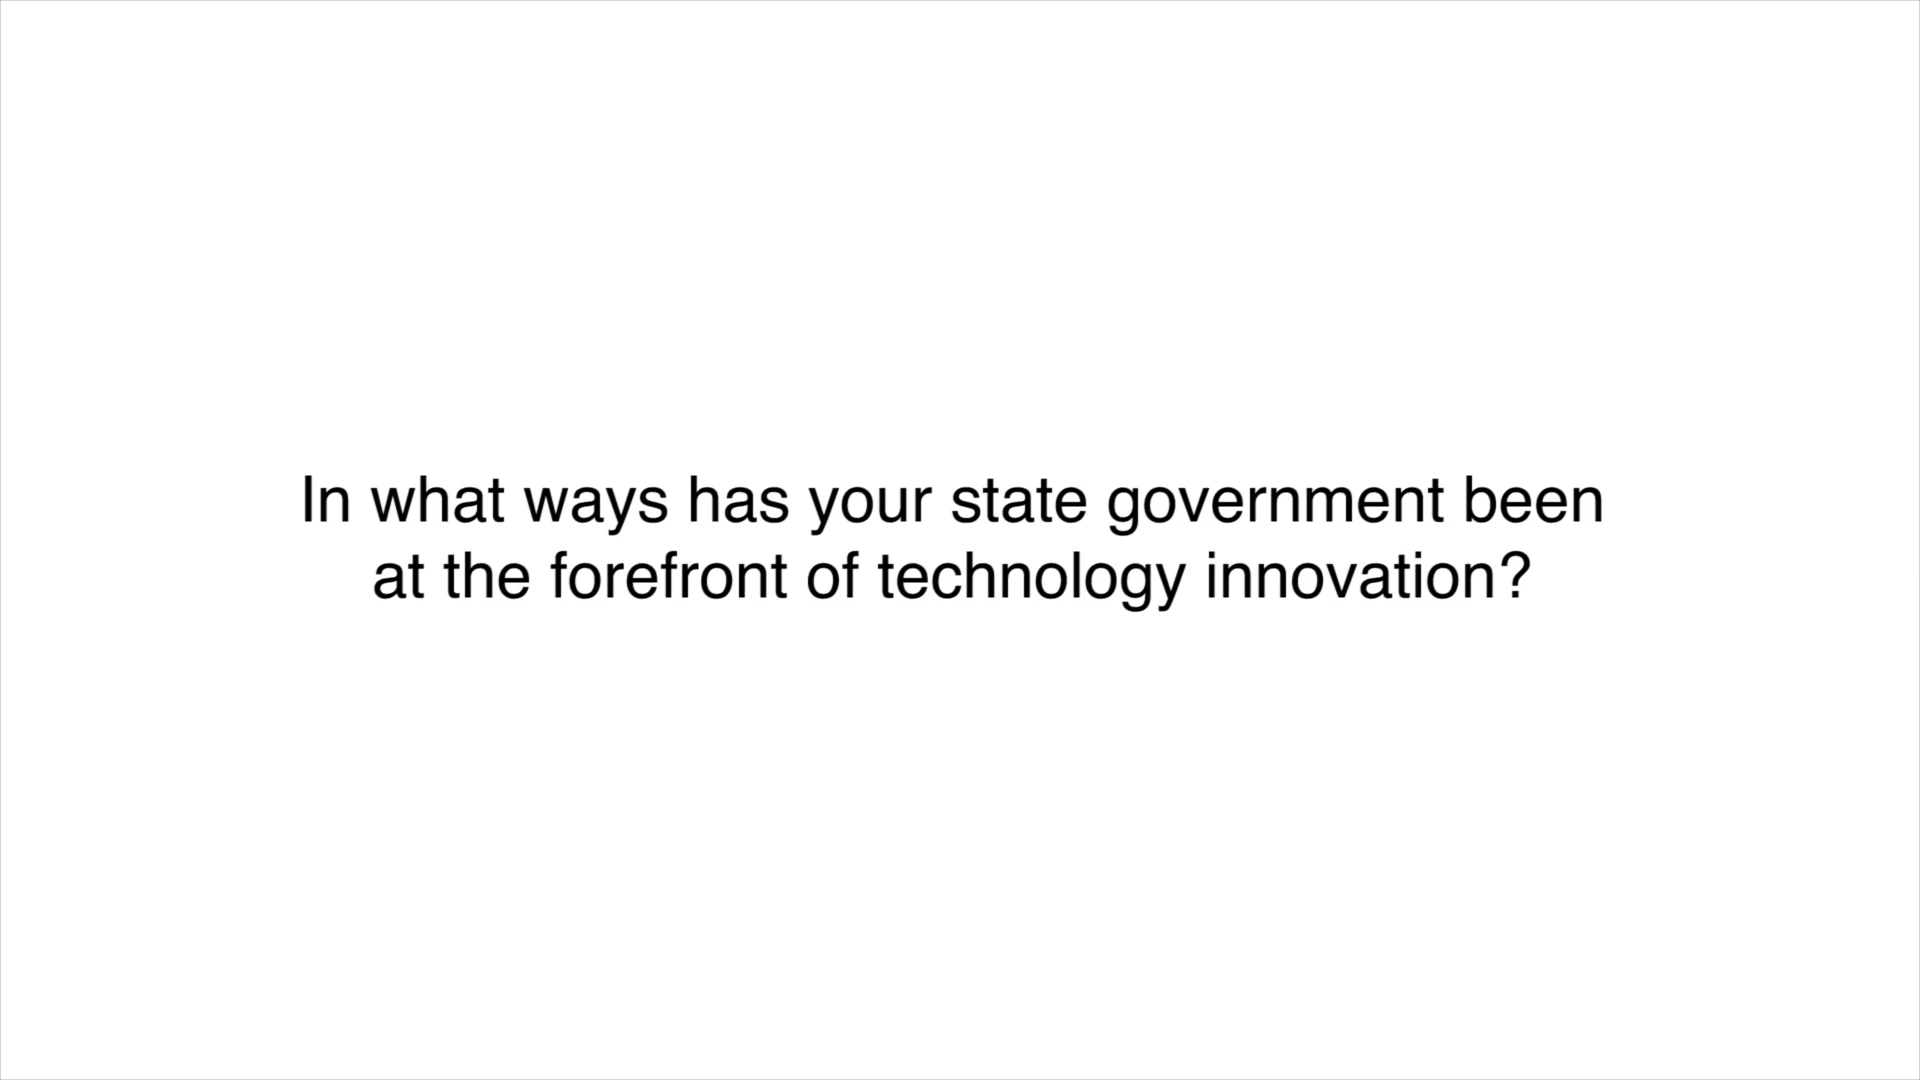 In what ways has your state government been
at the forefront of technology innovation?